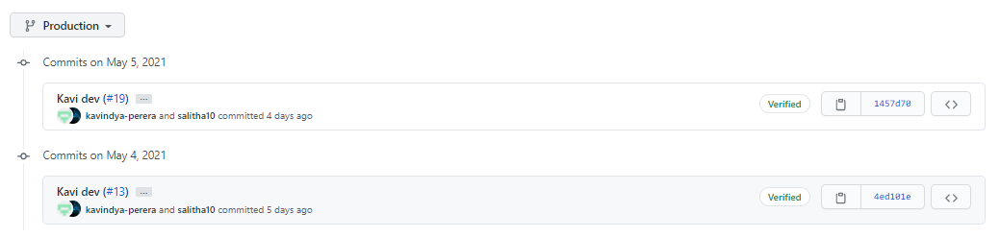 Production
Commits on May 5, 2021
Kavi dev (#19) ...
Verified
1457d70
kavindya-perera and salitha10 committed 4 days ago
Commits on May 4, 2021
Kavi dev (#13) ...
Verified
4ed101e
kavindya-perera and salitha10 committed 5 days ago